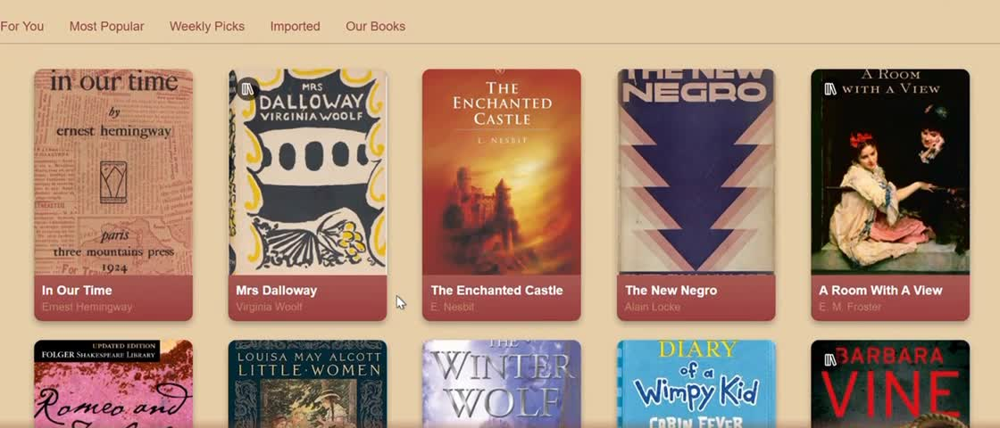 For You Most Popular Weekly Picks Imported Our Books
in our time
by
ernest hemingway
paris
three mountains press
1924
In Our Time
Ernest Hemingway
MRS
DALLOWAY
VIRGINIA WOOLF
Mrs Dalloway
Virginia Woolf
THE
ENCHANTED
CASTLE
E. NESBIT
The Enchanted Castle
E. Nesbit
THE NEW
NEGRO
The New Negro
Alain Locke
A ROOM
WITH A VIEW
A Room With A View
E. M. Froster
UPDATED EDITION
FOLGER SHAKESPEARE LIBRARY
Romeo and
LOUISA MAY ALCOTT
LITTLE·WOMEN
THE
WINTER
WOLF
DIARY
of a
Wimpy Kid
CABIN FEVER
BARBARA
VINE